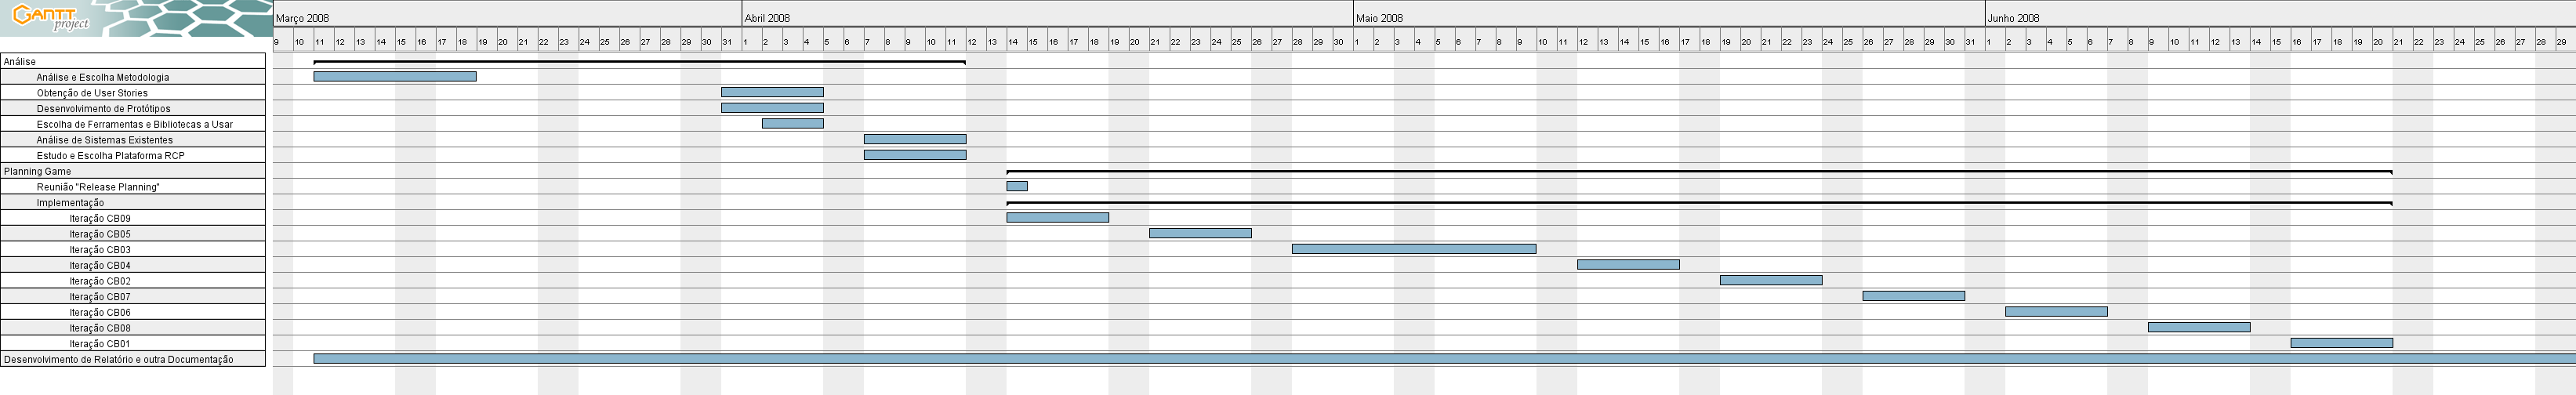 GANTT
project
Março 2008 Abril 2008 Maio 2008 Junho 2008
9 10 11 12 13 14 15 16 17 18 19 20 21 22 23 24 25 26 27 28 29 30 31 1 2 3 4 5 6 7 8 9 10 11 12 13 14 15 16 17 18 19 20 21 22 23 24 25 26 27 28 29 30 1 2 3 4 5 6 7 8 9 10 11 12 13 14 15 16 17 18 19 20 21 22 23 24 25 26 27 28 29 30 31 1 2 3 4 5 6 7 8 9 10 11 12 13 14 15 16 17 18 19 20 21 22 23 24 25 26 27 28 29
Análise
Análise e Escolha Metodologia
Obtenção de User Stories
Desenvolvimento de Protótipos
Escolha de Ferramentas e Bibliotecas a Usar
Análise de Sistemas Existentes
Estudo e Escolha Plataforma RCP
Planning Game
Reunião "Release Planning"
Implementação
Iteração CB09
Iteração CB05
Iteração CB03
Iteração CB04
Iteração CB02
Iteração CB07
Iteração CB06
Iteração CB08
Iteração CB01
Desenvolvimento de Relatório e outra Documentação